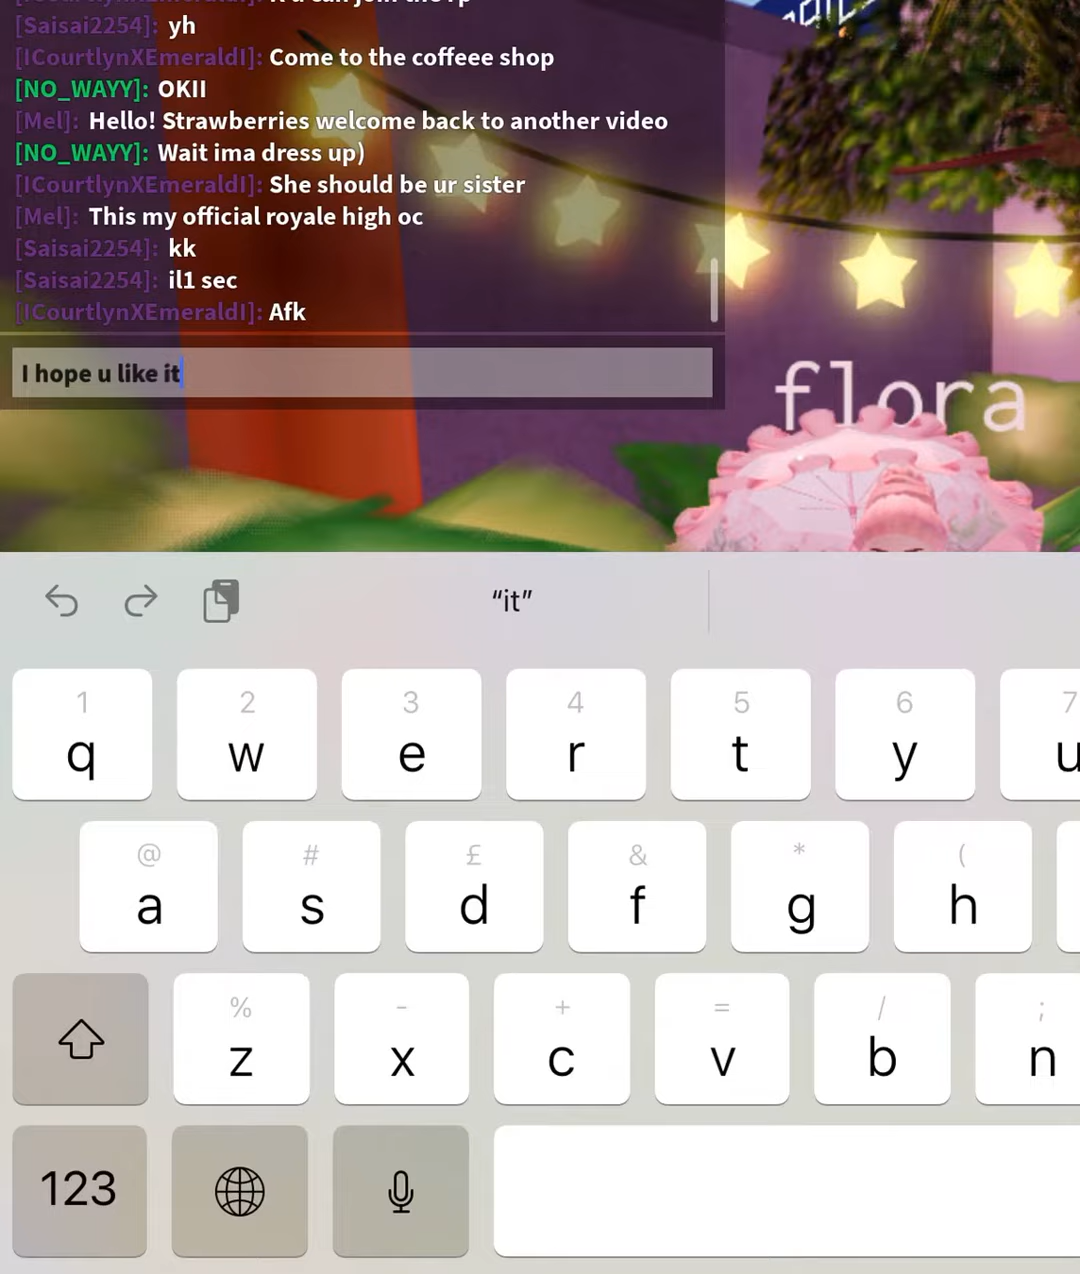 [Saisai2254]: yh
[ICourtlynXEmeraldI]: Come to the coffeee shop
[NO_WAYY]: OKII
[Mel]: Hello! Strawberries welcome back to another video
[NO_WAYY]: Wait ima dress up)
[ICourtlynXEmeraldI]: She should be ur sister
[Mel]: This my official royale high oc
[Saisai2254]: kk
[Saisai2254]: il1 sec
[ICourtlynXEmeraldI]: Afk
I hope u like it
flora
“it”
1 2 3 4 5 6 7
q w e r t y u
@ # £ & * (
a s d f g h
% - + = / ;
z x c v b n
123